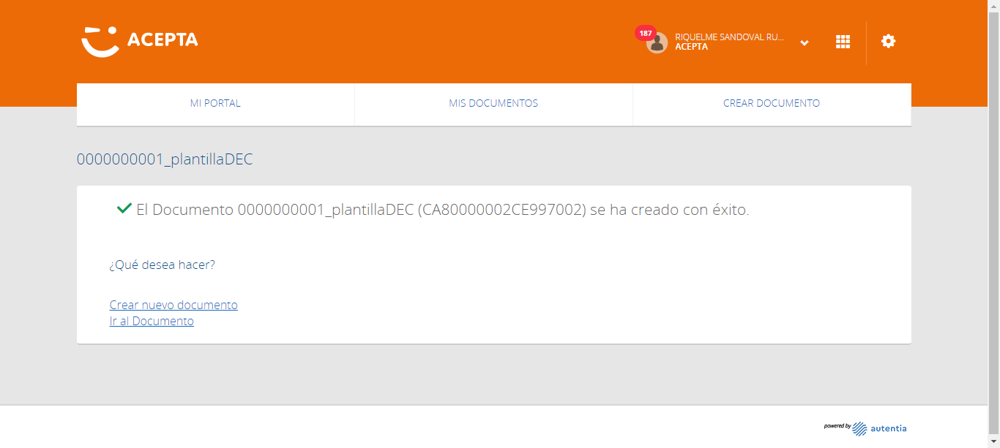 ACEPTA
187
RIQUELME SANDOVAL RU...
ACEPTA
MI PORTAL
MIS DOCUMENTOS
CREAR DOCUMENTO
0000000001_plantillaDEC
El Documento 0000000001_plantillaDEC (CA80000002CE997002) se ha creado con éxito.
¿Qué desea hacer?
Crear nuevo documento
Ir al Documento
powered by autentia